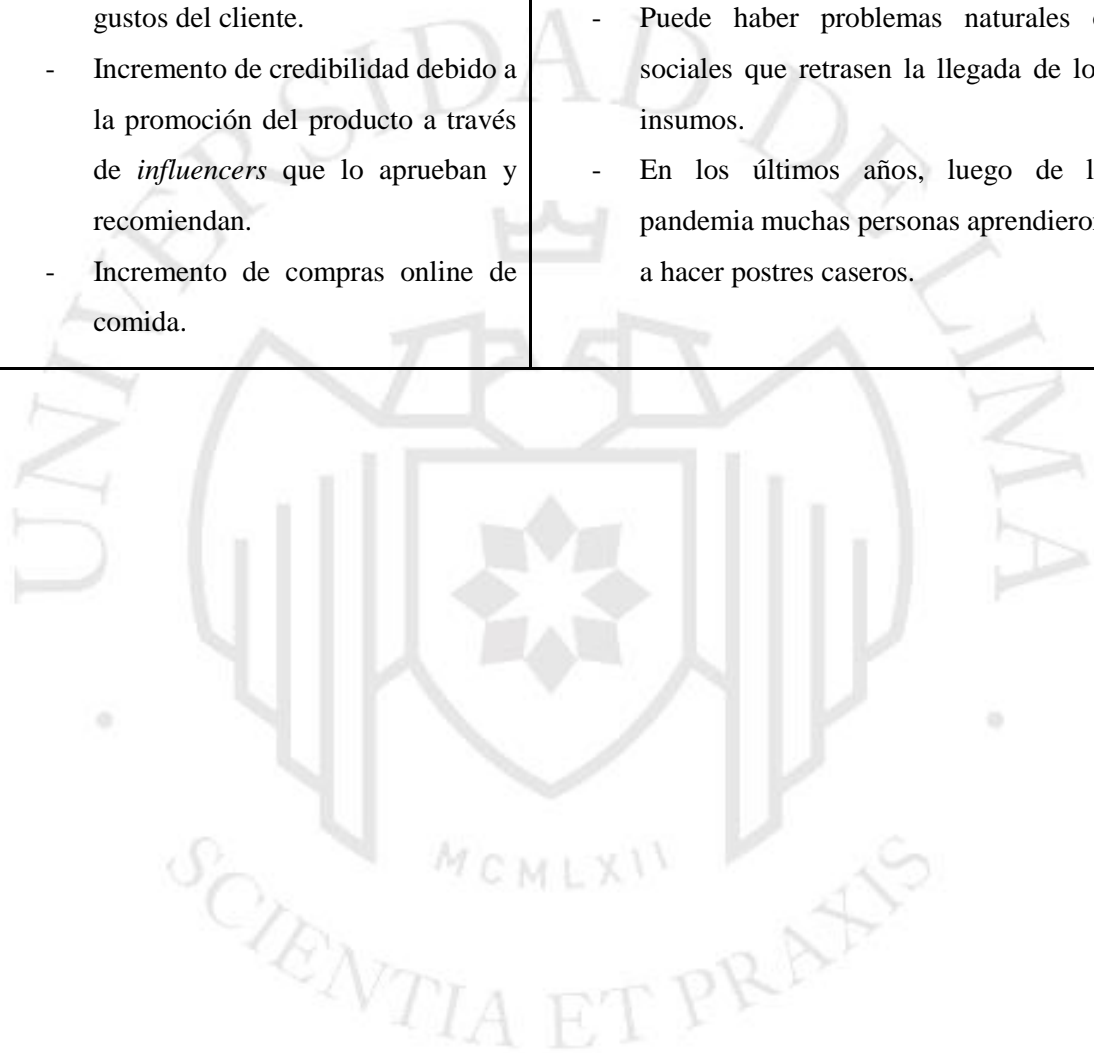 gustos del cliente.
- Incremento de credibilidad debido a
la promoción del producto a través
de influencers que lo aprueban y
recomiendan.
- Incremento de compras online de
comida.
- Puede haber problemas naturales
sociales que retrasen la llegada de lo
insumos.
- En los últimos años, luego de l
pandemia muchas personas aprendiero
a hacer postres caseros.
UNIVERSIDAD DE LIMA
MCMLXII
SCIENTIA ET PRAXIS